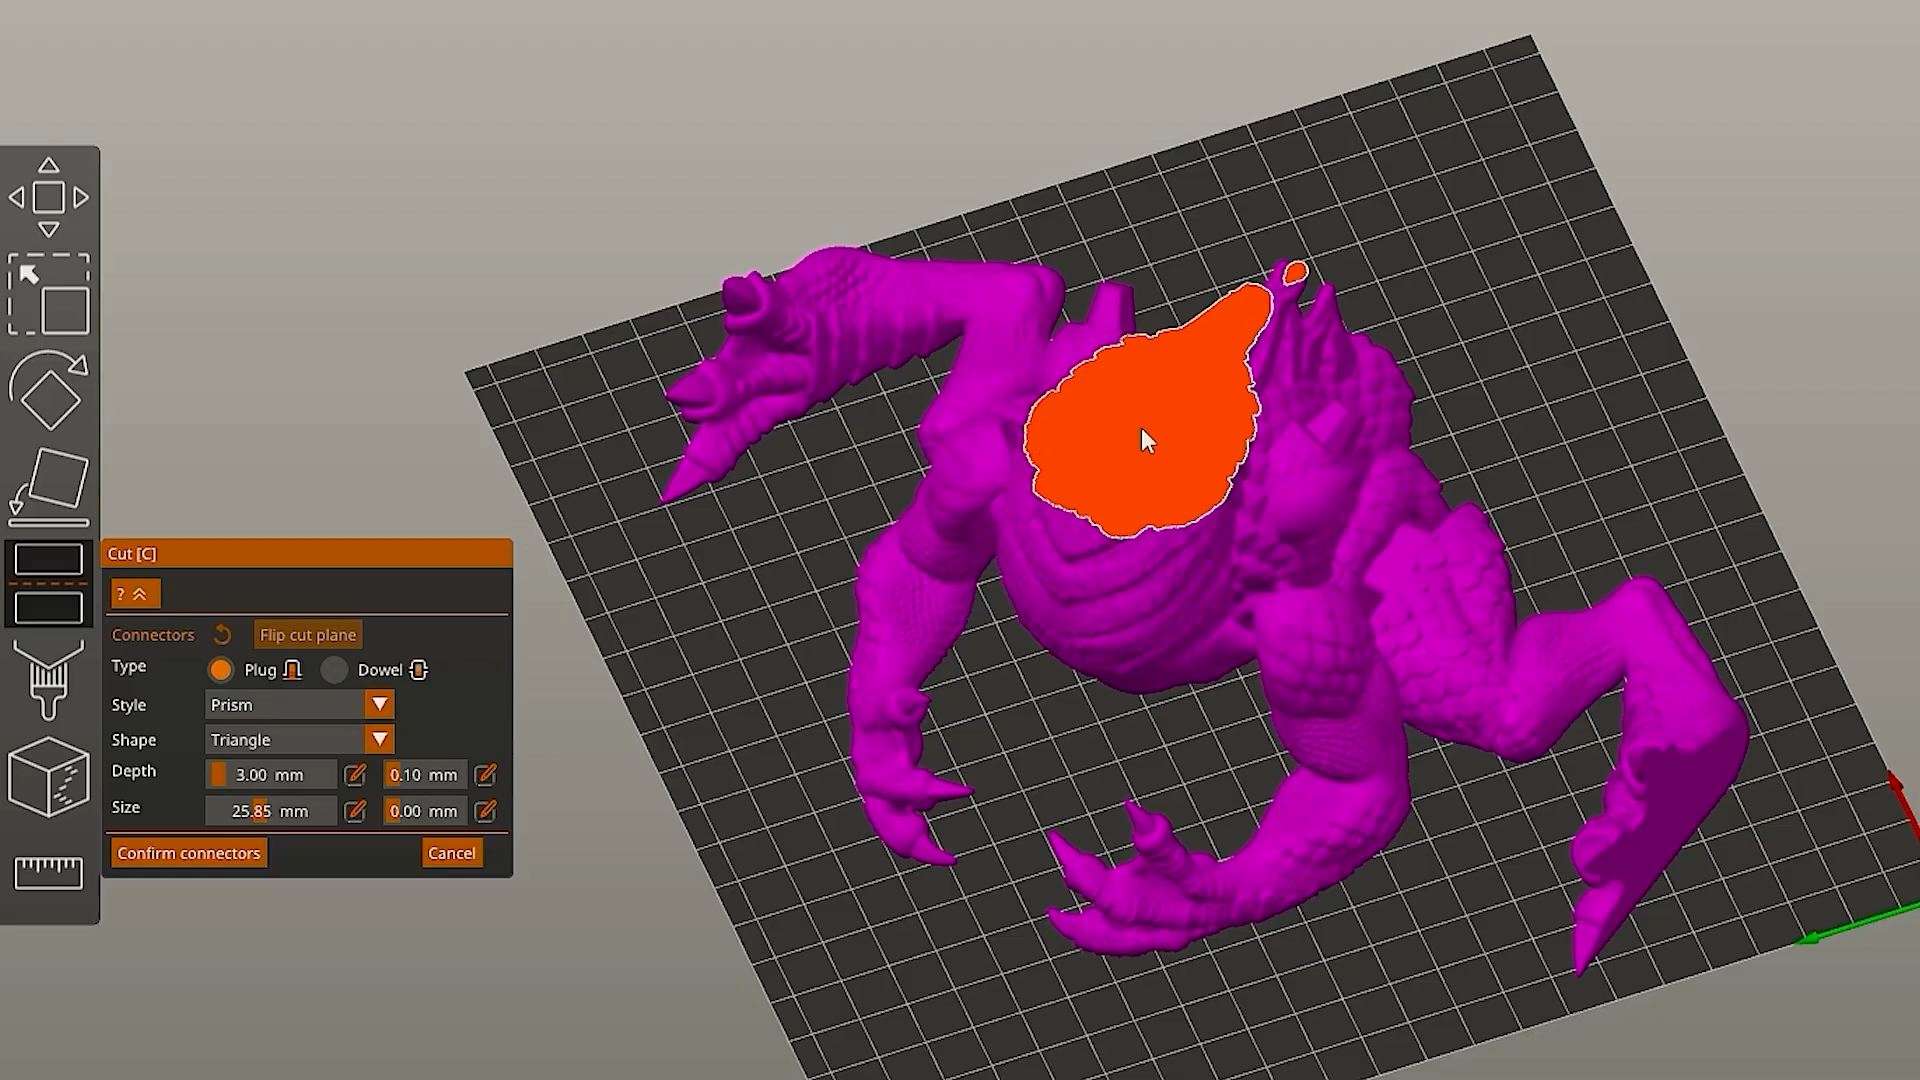 Cut [C]
?
Connectors Flip cut plane
Type Plug Dowel
Style Prism
Shape Triangle
Depth 3.00 mm 0.10 mm
Size 25.85 mm 0.00 mm
Confirm connectors Cancel